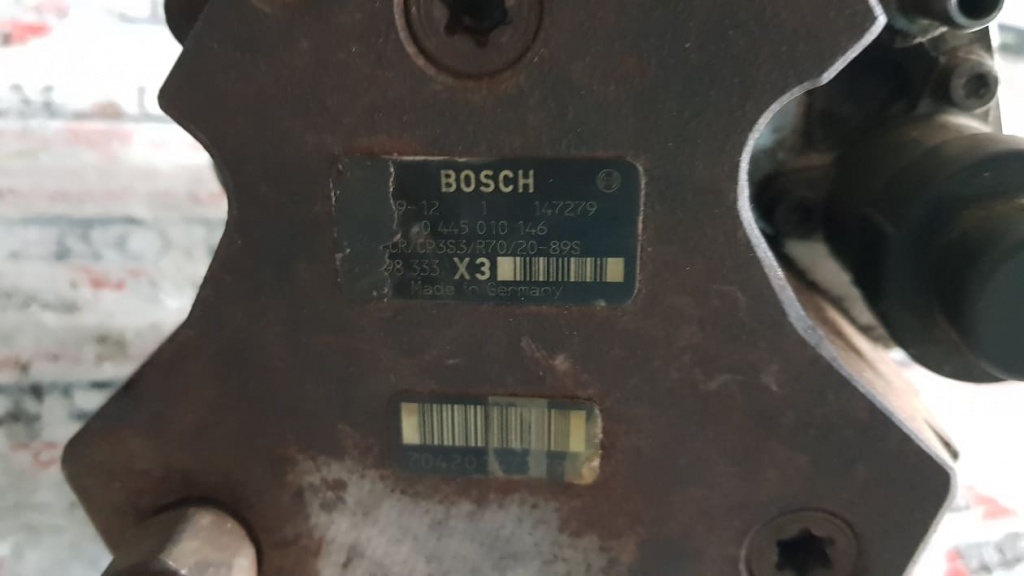 BOSCH
9-12 1 147279
0 445 010 146
CR/CP3S3/R70/20-89S
98 333 X3
Made in Germany
70420